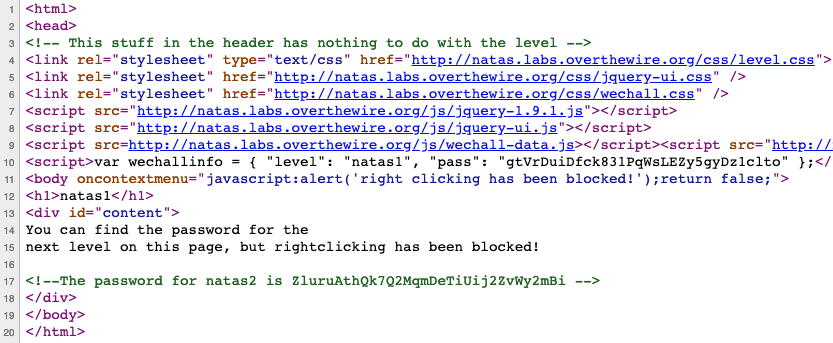 1 <html>
2 <head>
3 <!-- This stuff in the header has nothing to do with the level -->
4 <link rel="stylesheet" type="text/css" href="http://natas.labs.overthewire.org/css/level.css">
5 <link rel="stylesheet" href="http://natas.labs.overthewire.org/css/jquery-ui.css" />
6 <link rel="stylesheet" href="http://natas.labs.overthewire.org/css/wechall.css" />
7 <script src="http://natas.labs.overthewire.org/js/jquery-1.9.1.js"></script>
8 <script src="http://natas.labs.overthewire.org/js/jquery-ui.js"></script>
9 <script src=http://natas.labs.overthewire.org/js/wechall-data.js></script><script src="http://
10 <script>var wechallinfo = { "level": "natas1", "pass": "gtVrDuiDfck831PqWsLEZy5gyDz1clto" };</
11 <body oncontextmenu="javascript:alert('right clicking has been blocked!');return false;">
12 <h1>natas1</h1>
13 <div id="content">
14 You can find the password for the
15 next level on this page, but rightclicking has been blocked!
16
17 <!--The password for natas2 is ZluruAthQk7Q2MqmDeTiUij2ZvWy2mBi -->
18 </div>
19 </body>
20 </html>